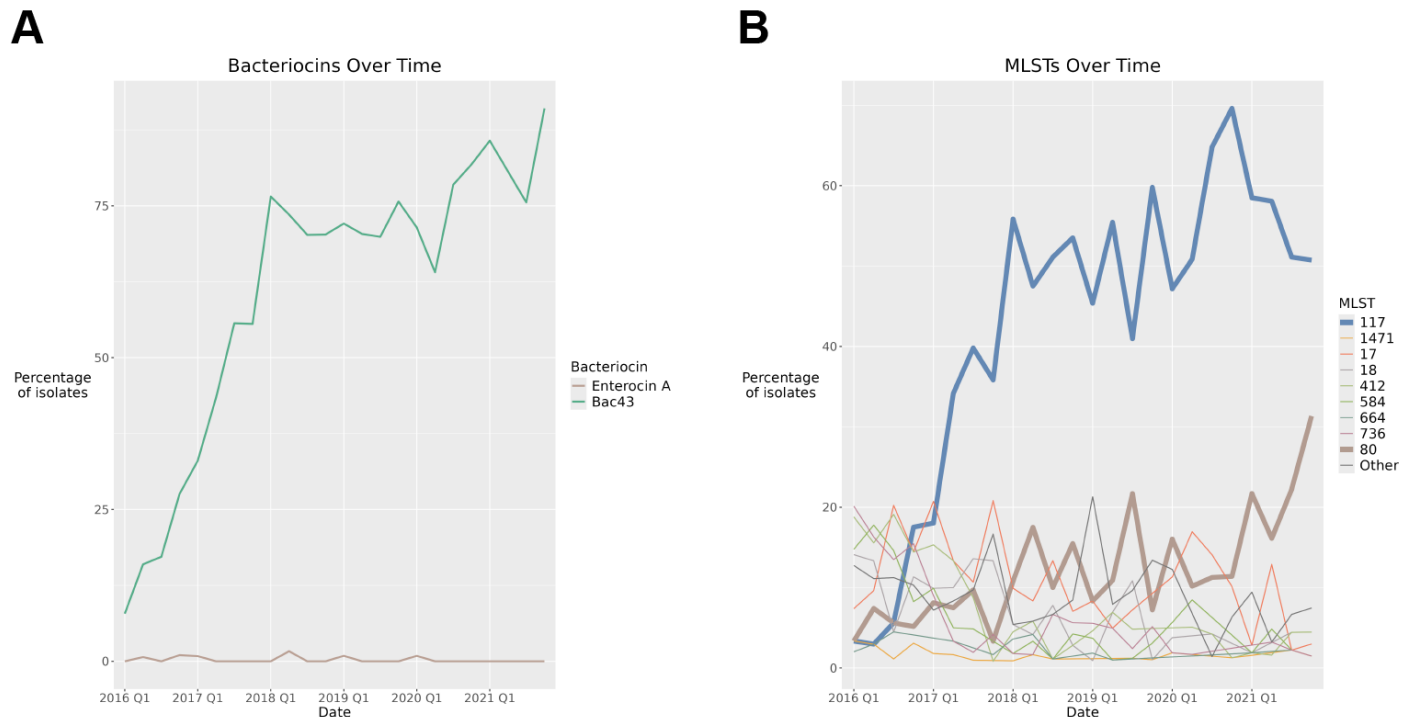 A
Bacteriocins Over Time
75
50
25
0
Percentage
of isolates
2016 Q1 2017 Q1 2018 Q1 2019 Q1 2020 Q1 2021 Q1
Date
Bacteriocin
Enterocin A
Bac43
B
MLSTs Over Time
60
40
20
0
Percentage
of isolates
2016 Q1 2017 Q1 2018 Q1 2019 Q1 2020 Q1 2021 Q1
Date
MLST
117
1471
17
18
412
584
664
736
80
Other